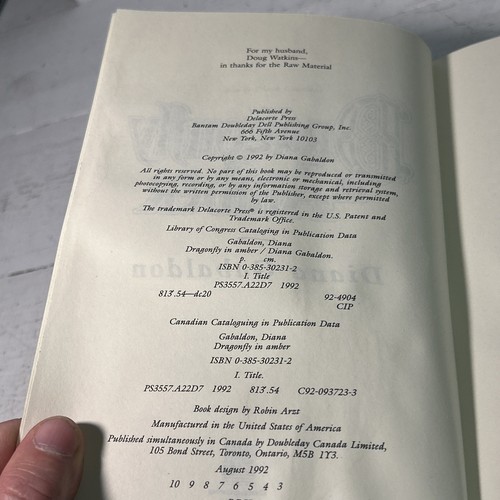 For my husband,
Doug Watkins—
in thanks for the Raw Material
Published by
Delacorte Press
Bantam Doubleday Dell Publishing Group, Inc.
666 Fifth Avenue
New York, New York 10103
Copyright © 1992 by Diana Gabaldon
All rights reserved. No part of this book may be reproduced or transmitted
in any form or by any means, electronic or mechanical, including
photocopying, recording, or by any information storage and retrieval system,
without the written permission of the Publisher, except where permitted
by law.
The trademark Delacorte Press® is registered in the U.S. Patent and
Trademark Office.
Library of Congress Cataloging in Publication Data
Gabaldon, Diana
Dragonfly in amber / Diana Gabaldon.
p. cm.
ISBN 0-385-30231-2
I. Title
PS3557.A22D7 1992
813'.54—dc20 92-4904
CIP
Canadian Cataloguing in Publication Data
Gabaldon, Diana
Dragonfly in amber
ISBN 0-385-30231-2
I. Title.
PS3557.A22D7 1992 813'.54 C92-093723-3
Book design by Robin Arzt
Manufactured in the United States of America
Published simultaneously in Canada by Doubleday Canada Limited,
105 Bond Street, Toronto, Ontario, M5B 1Y3.
August 1992
10 9 8 7 6 5 4 3